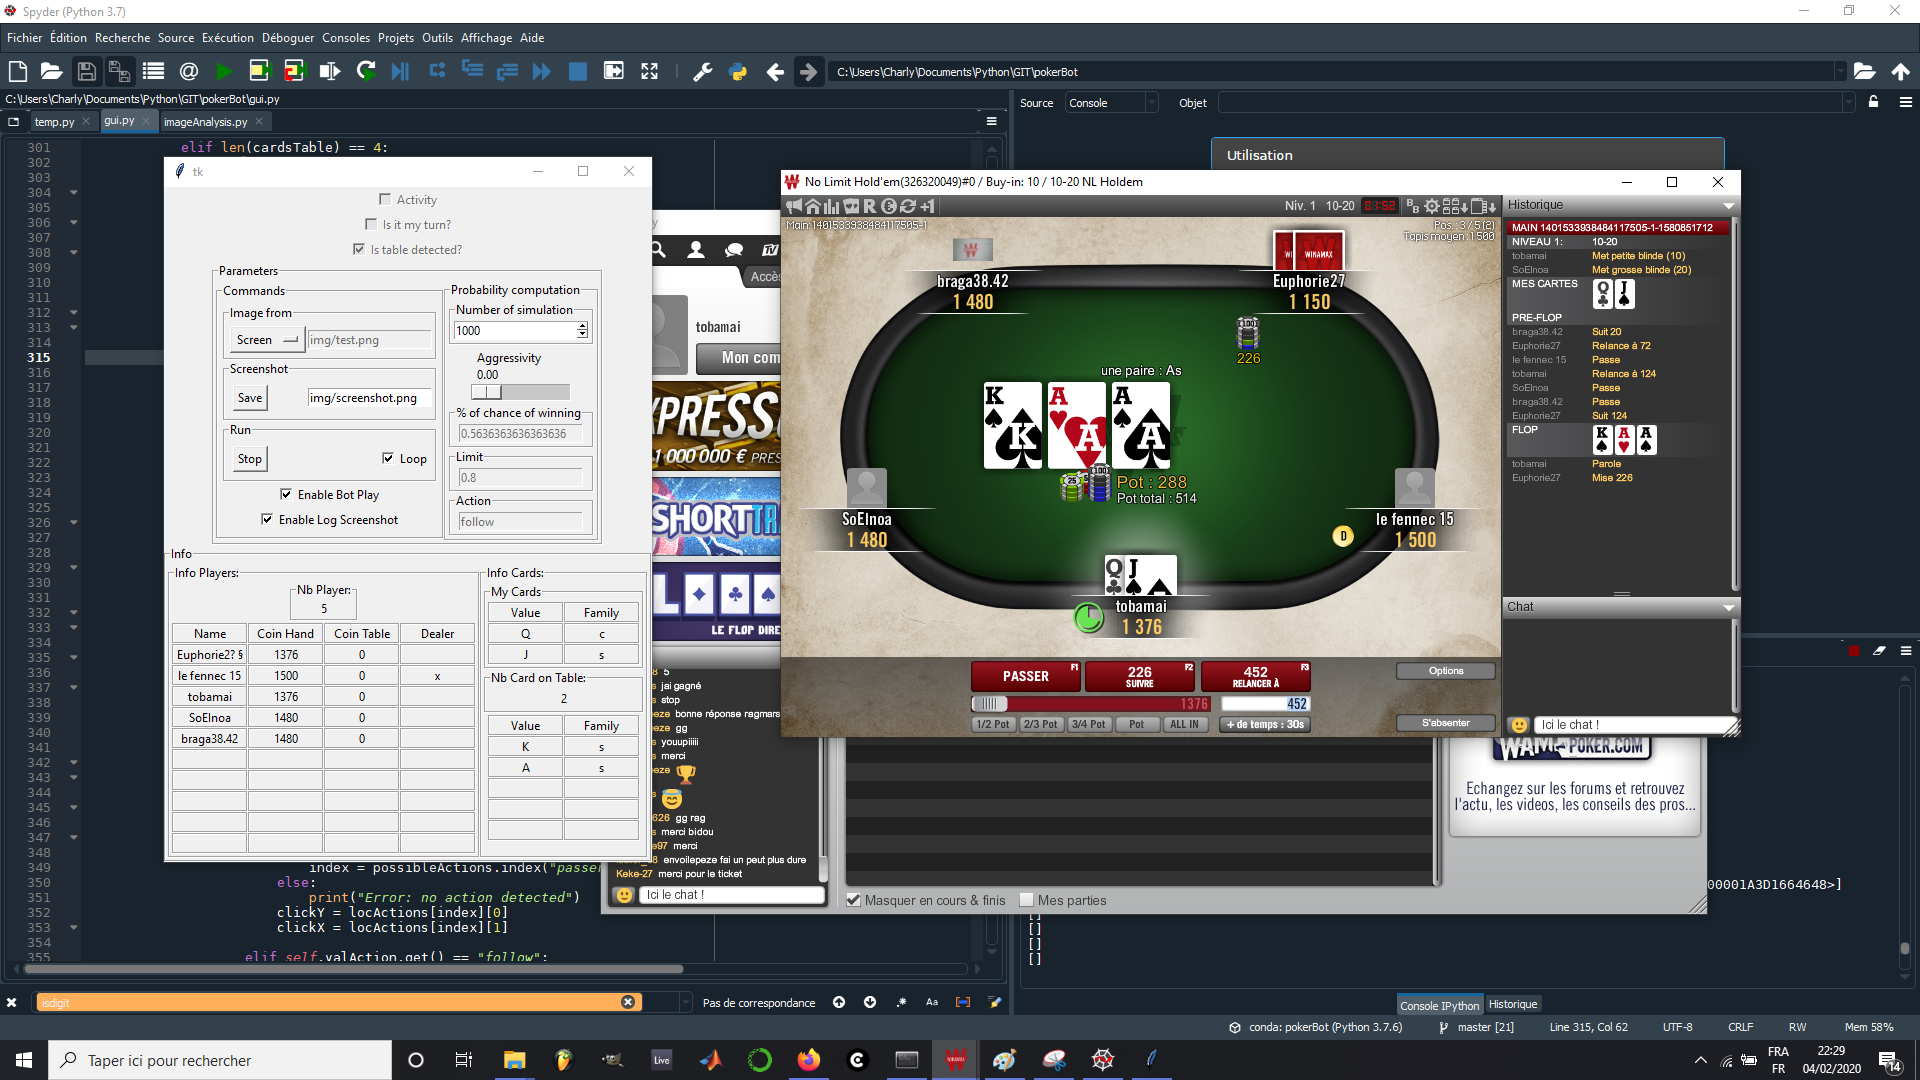 Spyder (Python 3.7)
Fichier Édition Recherche Source Exécution Déboguer Consoles Projets Outils Affichage Aide
C:\Users\Charly\Documents\Python\GIT\pokerBot
C:\Users\Charly\Documents\Python\GIT\pokerBot\gui.py
temp.py gui.py imageAnalysis.py
Source Console Objet
Utilisation
301 elif len(cardsTable) == 4:
302
303
304
305
306
307
308
309
310
311
312
313
314
315
316
317
318
319
320
321
322
323
324
325
326
327
328
329
330
331
332
333
334
335
336
337
338
339
340
341
342
343
344
345
346
347
348
349 index = possibleActions.index("passer
350 else:
351 print("Error: no action detected")
352 clickY = locActions[index][0]
353 clickX = locActions[index][1]
354
355 elif self.valAction.get() == "follow":
tk
Activity
Is it my turn?
Is table detected?
Parameters
Commands
Image from
Screen img/test.png
Screenshot
Save img/screenshot.png
Run
Stop Loop
Enable Bot Play
Enable Log Screenshot
Probability computation
Number of simulation
1000
Aggressivity
0.00
% of chance of winning
0.5636363636363636
Limit
0.8
Action
follow
Info
Info Players:
Nb Player:
5
Name Coin Hand Coin Table Dealer
Euphorie2? § 1376 0
le fennec 15 1500 0 x
tobamai 1376 0
SoElnoa 1480 0
braga38.42 1480 0
Info Cards:
My Cards
Value Family
Q c
J s
Nb Card on Table:
2
Value Family
K s
A s
TV
Accè
tobamai
Mon com
XPRESS
1 000 000 € PRES
SHORT TR
LE FLOP DIRE
jai gagné
stop
bonne réponse ragmars
gg
youupiiiii
merci
gg rag
merci bidou
merci
envoilepeze fai un peut plus dure
Keke-27 merci pour le ticket
Ici le chat !
Masquer en cours & finis Mes parties
POKER.COM
Echangez sur les forums et retrouvez
l'actu, les videos, les conseils des pros...
No Limit Hold'em(326320049)#0 / Buy-in: 10 / 10-20 NL Holdem
R +1 Niv. 1 10-20
Main:1401533938484117505-1
Pos.: 3 / 5 (2)
Tapis moyen : 1 500
braga38.42
1 480
Euphorie27
WINAMAX
1 150
226
une paire : As
K A A
K A A
Pot : 288
Pot total : 514
SoElnoa
1 480
le fennec 15
1 500
D
Q J
tobamai
1 376
PASSER F1
226 F2
SUIVRE
452 F3
RELANCER À
1376 452
1/2 Pot 2/3 Pot 3/4 Pot Pot ALL IN + de temps : 30s
Options
S'absenter
Historique
MAIN 1401533938484117505-1-1580851712
NIVEAU 1: 10-20
tobamai Met petite blinde (10)
SoElnoa Met grosse blinde (20)
MES CARTES Q J
PRE-FLOP
braga38.42 Suit 20
Euphorie27 Relance à 72
le fennec 15 Passe
tobamai Relance à 124
SoElnoa Passe
braga38.42 Passe
Euphorie27 Suit 124
FLOP K A A
tobamai Parole
Euphorie27 Mise 226
Chat
Ici le chat !
00001A3D1664648>]
[]
[]
[]
[]
isdigit Pas de correspondance Aa
Console IPython Historique
conda: pokerBot (Python 3.7.6) master [21] Line 315, Col 62 UTF-8 CRLF RW Mem 58%
Taper ici pour rechercher
Live
FRA
FR
22:29
04/02/2020
14